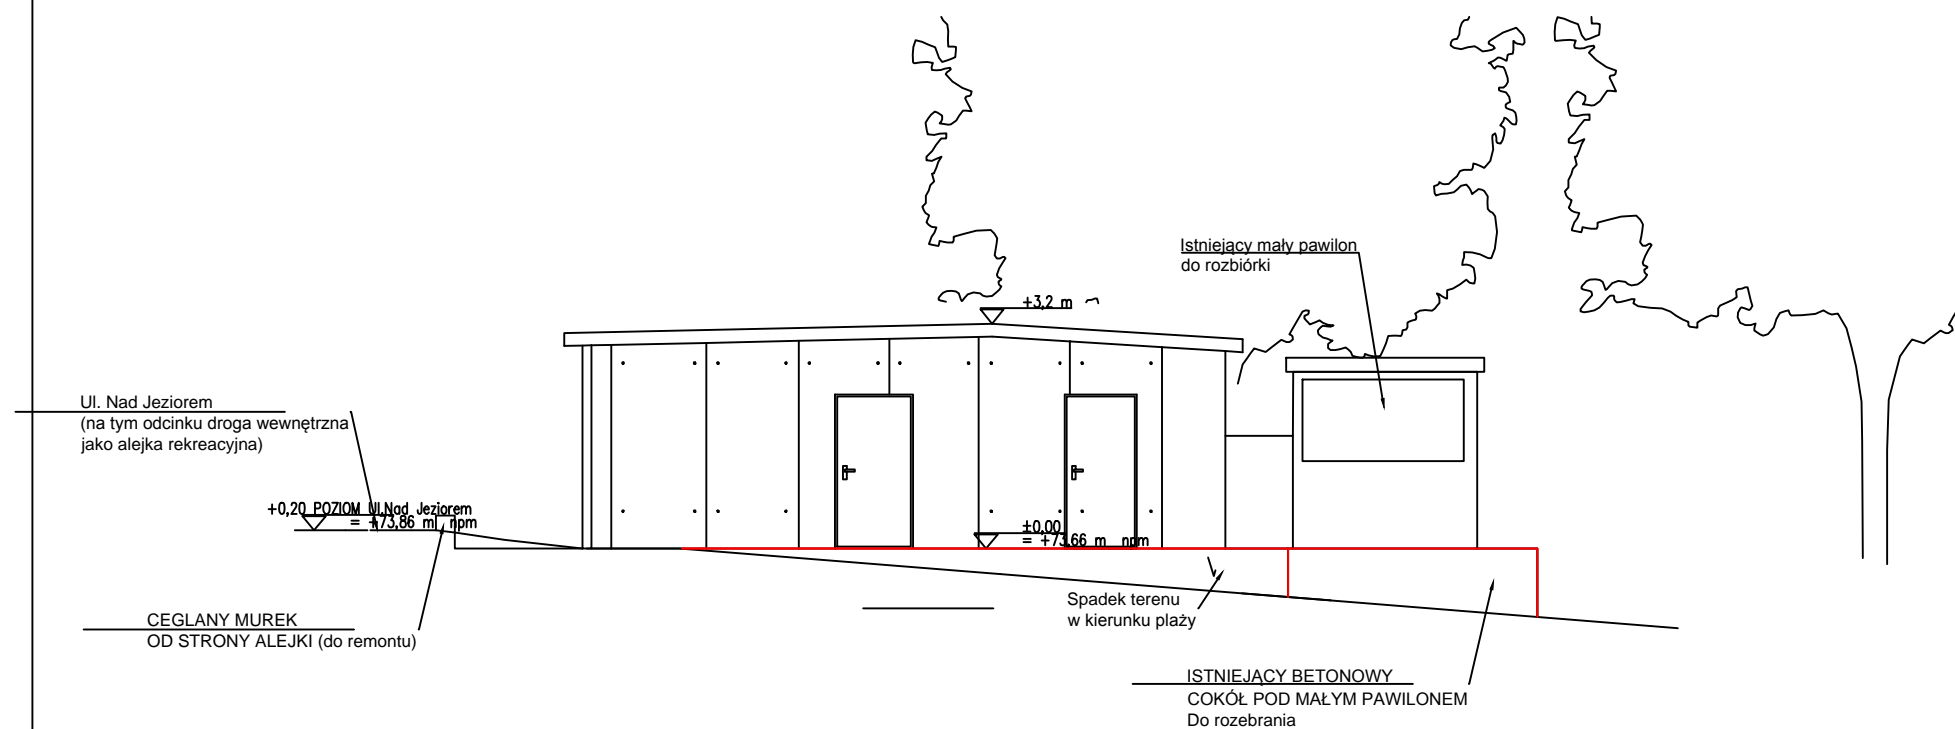 Istniejący mały pawilon
do rozbiórki
+3,2 m
Ul. Nad Jeziorem
(na tym odcinku droga wewnętrzna
jako alejka rekreacyjna)
+0,20 POZIOM Ul.Nad Jeziorem
= +73,86 m npm
±0,00
= +73,66 m npm
Spadek terenu
w kierunku plaży
CEGLANY MUREK
OD STRONY ALEJKI (do remontu)
ISTNIEJĄCY BETONOWY
COKÓŁ POD MAŁYM PAWILONEM
Do rozebrania